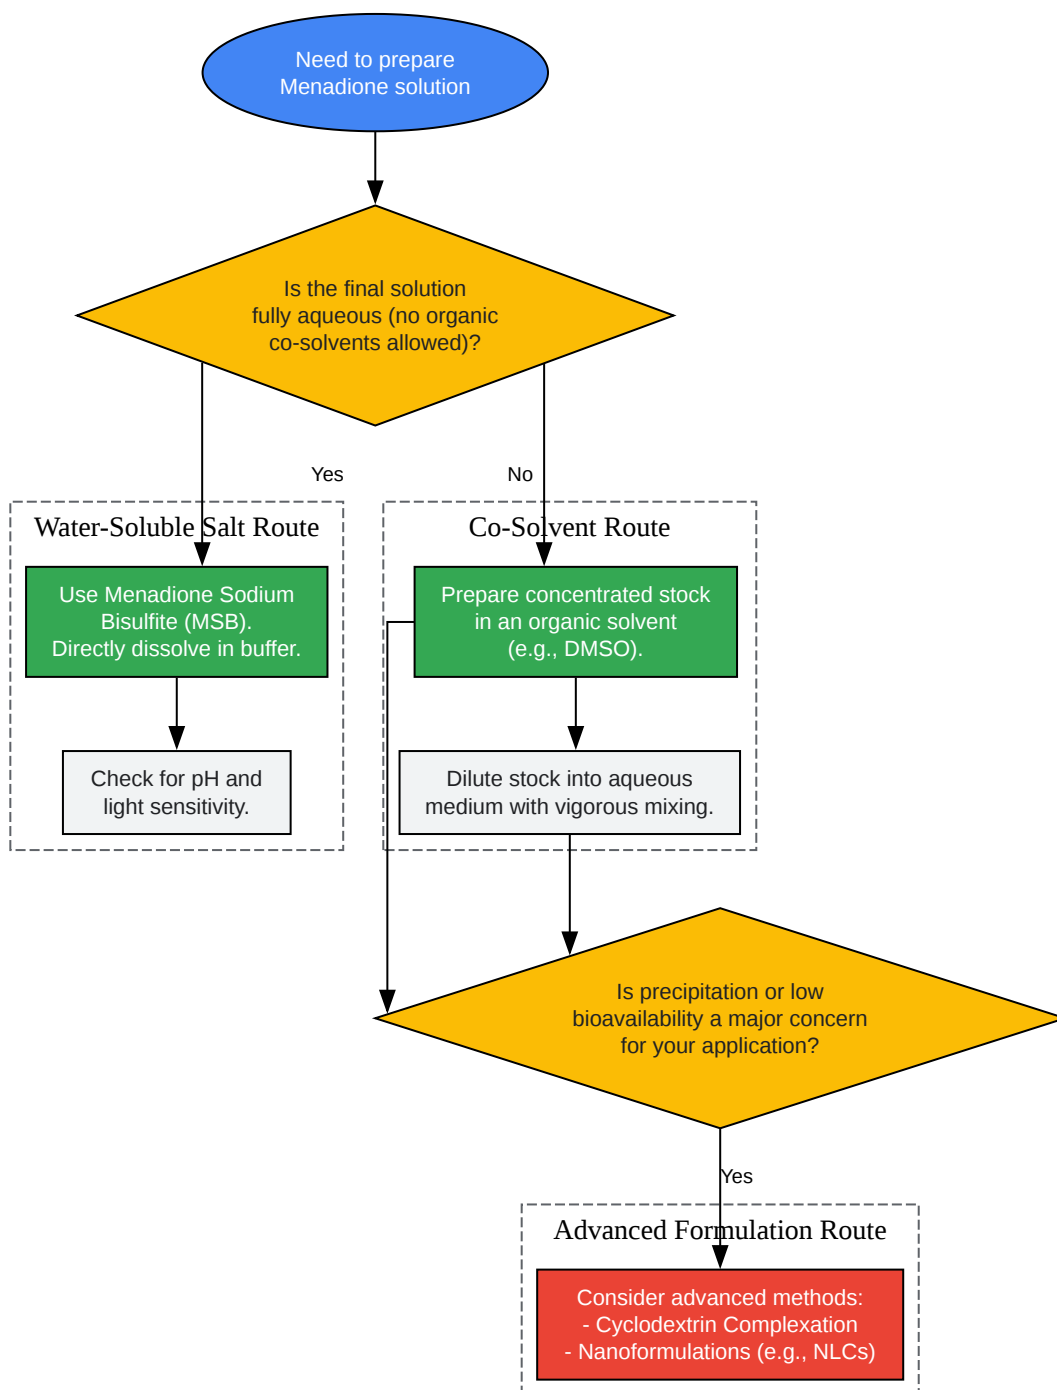 Need to prepare
Menadione solution
Is the final solution
fully aqueous (no organic
co-solvents allowed)?
Yes
No
Water-Soluble Salt Route
Use Menadione Sodium
Bisulfite (MSB).
Directly dissolve in buffer.
Check for pH and
light sensitivity.
Co-Solvent Route
Prepare concentrated stock
in an organic solvent
(e.g., DMSO).
Dilute stock into aqueous
medium with vigorous mixing.
Is precipitation or low
bioavailability a major concern
for your application?
Yes
Advanced Formulation Route
Consider advanced methods:
- Cyclodextrin Complexation
- Nanoformulations (e.g., NLCs)